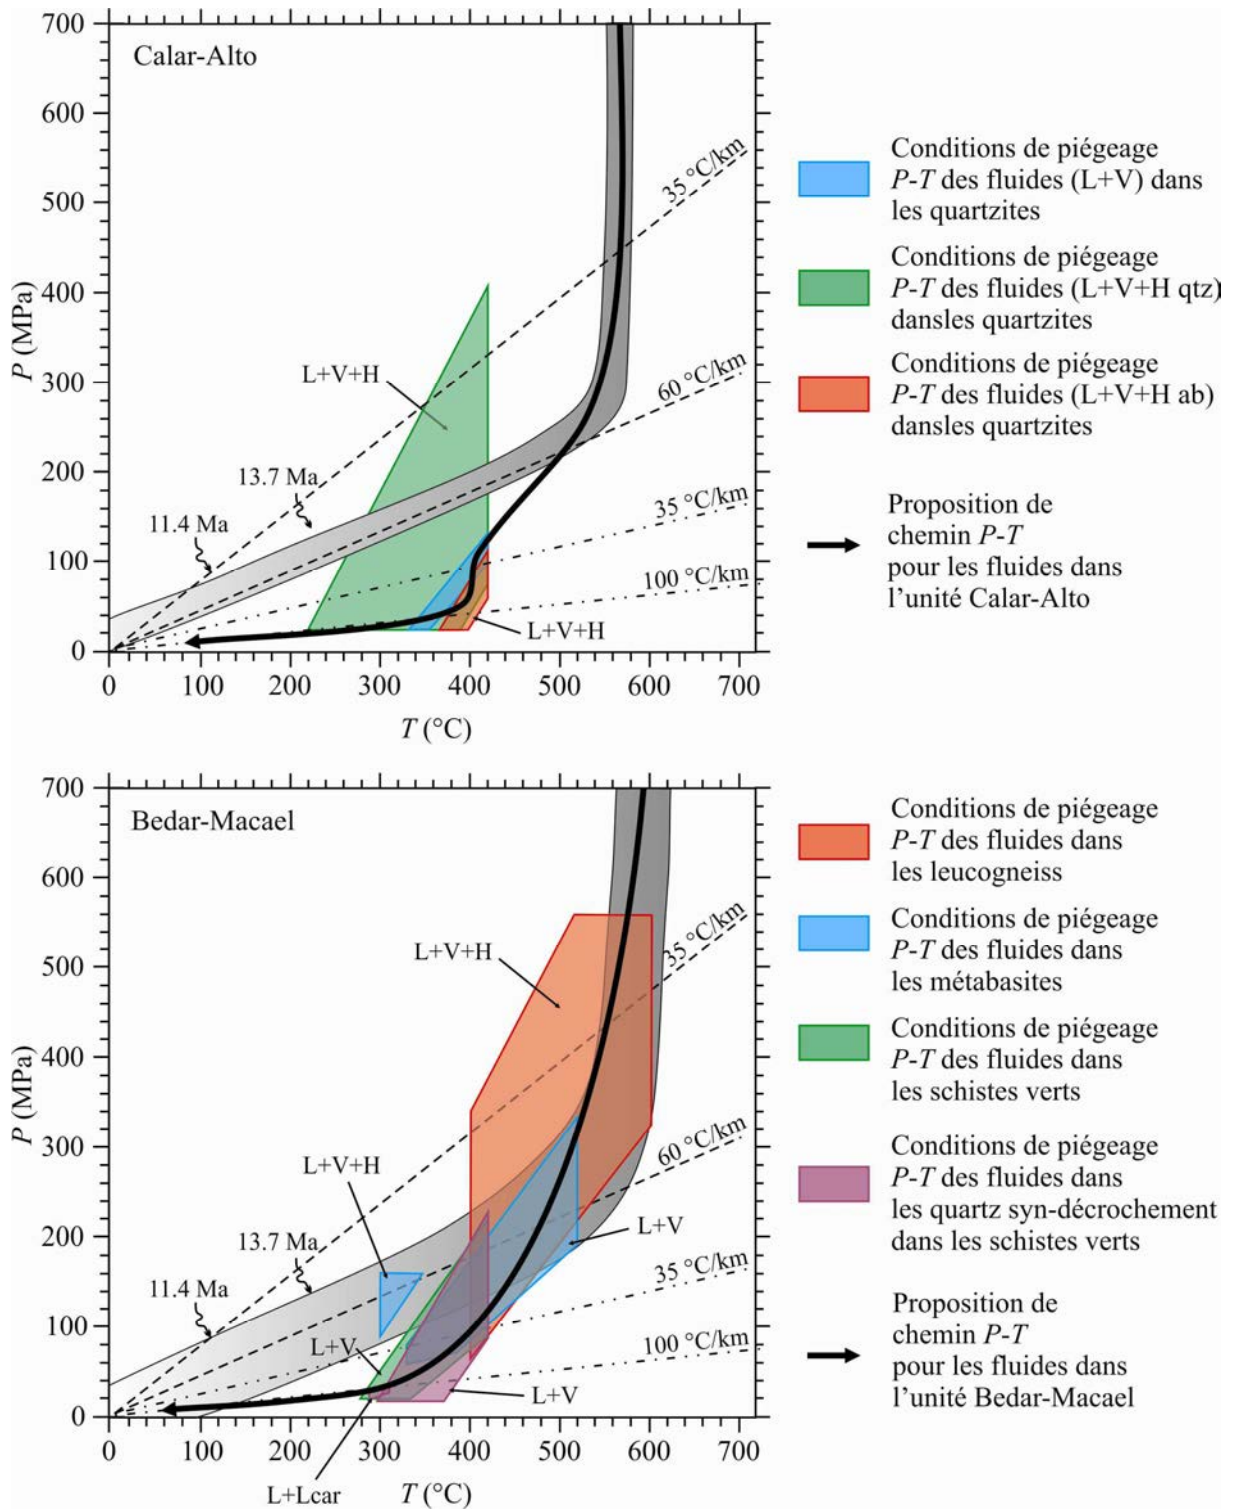 700
600
500
400
300
200
100
0
P (MPa)
Calar-Alto
35 °C/km
60 °C/km
35 °C/km
100 °C/km
L+V+H
13.7 Ma
11.4 Ma
L+V+H
0 100 200 300 400 500 600 700
T (°C)
Conditions de piégeage
P-T des fluides (L+V) dans
les quartzites
Conditions de piégeage
P-T des fluides (L+V+H qtz)
dansles quartzites
Conditions de piégeage
P-T des fluides (L+V+H ab)
dansles quartzites
Proposition de
chemin P-T
pour les fluides dans
l'unité Calar-Alto
700
600
500
400
300
200
100
0
P (MPa)
Bedar-Macael
L+V+H
35 °C/km
60 °C/km
L+V+H
L+V
13.7 Ma
35 °C/km
11.4 Ma
L+V
100 °C/km
L+V
L+Lcar
0 100 200 300 400 500 600 700
T (°C)
Conditions de piégeage
P-T des fluides dans
les leucogneiss
Conditions de piégeage
P-T des fluides dans
les métabasites
Conditions de piégeage
P-T des fluides dans
les schistes verts
Conditions de piégeage
P-T des fluides dans
les quartz syn-décrochement
dans les schistes verts
Proposition de
chemin P-T
pour les fluides dans
l'unité Bedar-Macael